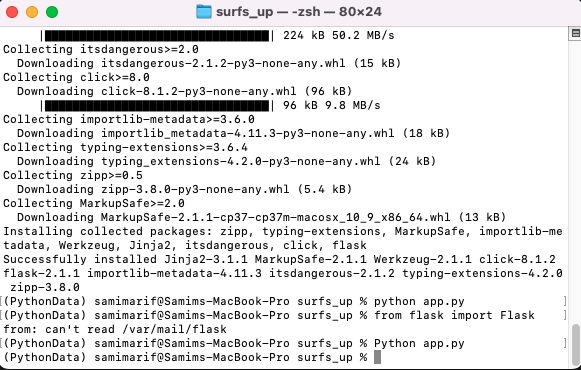 surfs_up — -zsh — 80×24
|████████████████████████████████| 224 kB 50.2 MB/s
Collecting itsdangerous>=2.0
Downloading itsdangerous-2.1.2-py3-none-any.whl (15 kB)
Collecting click>=8.0
Downloading click-8.1.2-py3-none-any.whl (96 kB)
|████████████████████████████████| 96 kB 9.8 MB/s
Collecting importlib-metadata>=3.6.0
Downloading importlib_metadata-4.11.3-py3-none-any.whl (18 kB)
Collecting typing-extensions>=3.6.4
Downloading typing_extensions-4.2.0-py3-none-any.whl (24 kB)
Collecting zipp>=0.5
Downloading zipp-3.8.0-py3-none-any.whl (5.4 kB)
Collecting MarkupSafe>=2.0
Downloading MarkupSafe-2.1.1-cp37-cp37m-macosx_10_9_x86_64.whl (13 kB)
Installing collected packages: zipp, typing-extensions, MarkupSafe, importlib-me
tadata, Werkzeug, Jinja2, itsdangerous, click, flask
Successfully installed Jinja2-3.1.1 MarkupSafe-2.1.1 Werkzeug-2.1.1 click-8.1.2
flask-2.1.1 importlib-metadata-4.11.3 itsdangerous-2.1.2 typing-extensions-4.2.0
zipp-3.8.0
[(PythonData) samimarif@Samims-MacBook-Pro surfs_up % python app.py ]
[(PythonData) samimarif@Samims-MacBook-Pro surfs_up % from flask import Flask ]
from: can't read /var/mail/flask
[(PythonData) samimarif@Samims-MacBook-Pro surfs_up % Python app.py ]
(PythonData) samimarif@Samims-MacBook-Pro surfs_up %